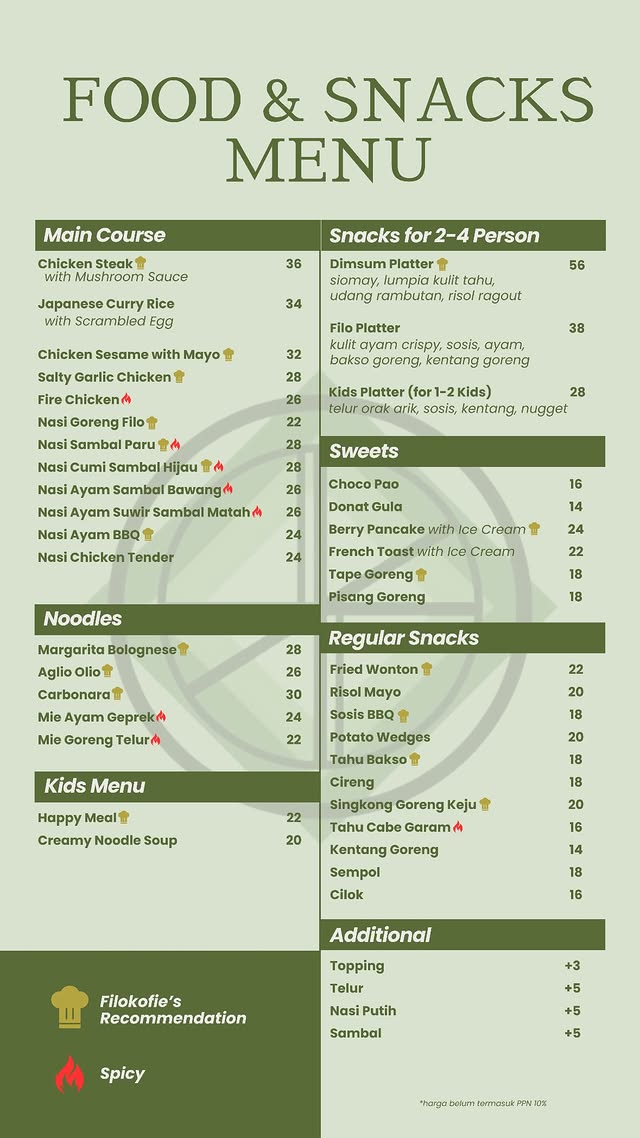 FOOD & SNACKS
MENU
Main Course
Chicken Steak 36
with Mushroom Sauce
Japanese Curry Rice 34
with Scrambled Egg
Chicken Sesame with Mayo 32
Salty Garlic Chicken 28
Fire Chicken 26
Nasi Goreng Filo 22
Nasi Sambal Paru 28
Nasi Cumi Sambal Hijau 28
Nasi Ayam Sambal Bawang 26
Nasi Ayam Suwir Sambal Matah 26
Nasi Ayam BBQ 24
Nasi Chicken Tender 24
Noodles
Margarita Bolognese 28
Aglio Olio 26
Carbonara 30
Mie Ayam Geprek 24
Mie Goreng Telur 22
Kids Menu
Happy Meal 22
Creamy Noodle Soup 20
Filokofie's
Recommendation
Spicy
Snacks for 2-4 Person
Dimsum Platter 56
siomay, lumpia kulit tahu,
udang rambutan, risol ragout
Filo Platter 38
kulit ayam crispy, sosis, ayam,
bakso goreng, kentang goreng
Kids Platter (for 1-2 Kids) 28
telur orak arik, sosis, kentang, nugget
Sweets
Choco Pao 16
Donat Gula 14
Berry Pancake with Ice Cream 24
French Toast with Ice Cream 22
Tape Goreng 18
Pisang Goreng 18
Regular Snacks
Fried Wonton 22
Risol Mayo 20
Sosis BBQ 18
Potato Wedges 20
Tahu Bakso 18
Cireng 18
Singkong Goreng Keju 20
Tahu Cabe Garam 16
Kentang Goreng 14
Sempol 18
Cilok 16
Additional
Topping +3
Telur +5
Nasi Putih +5
Sambal +5
*harga belum termasuk PPN 10%